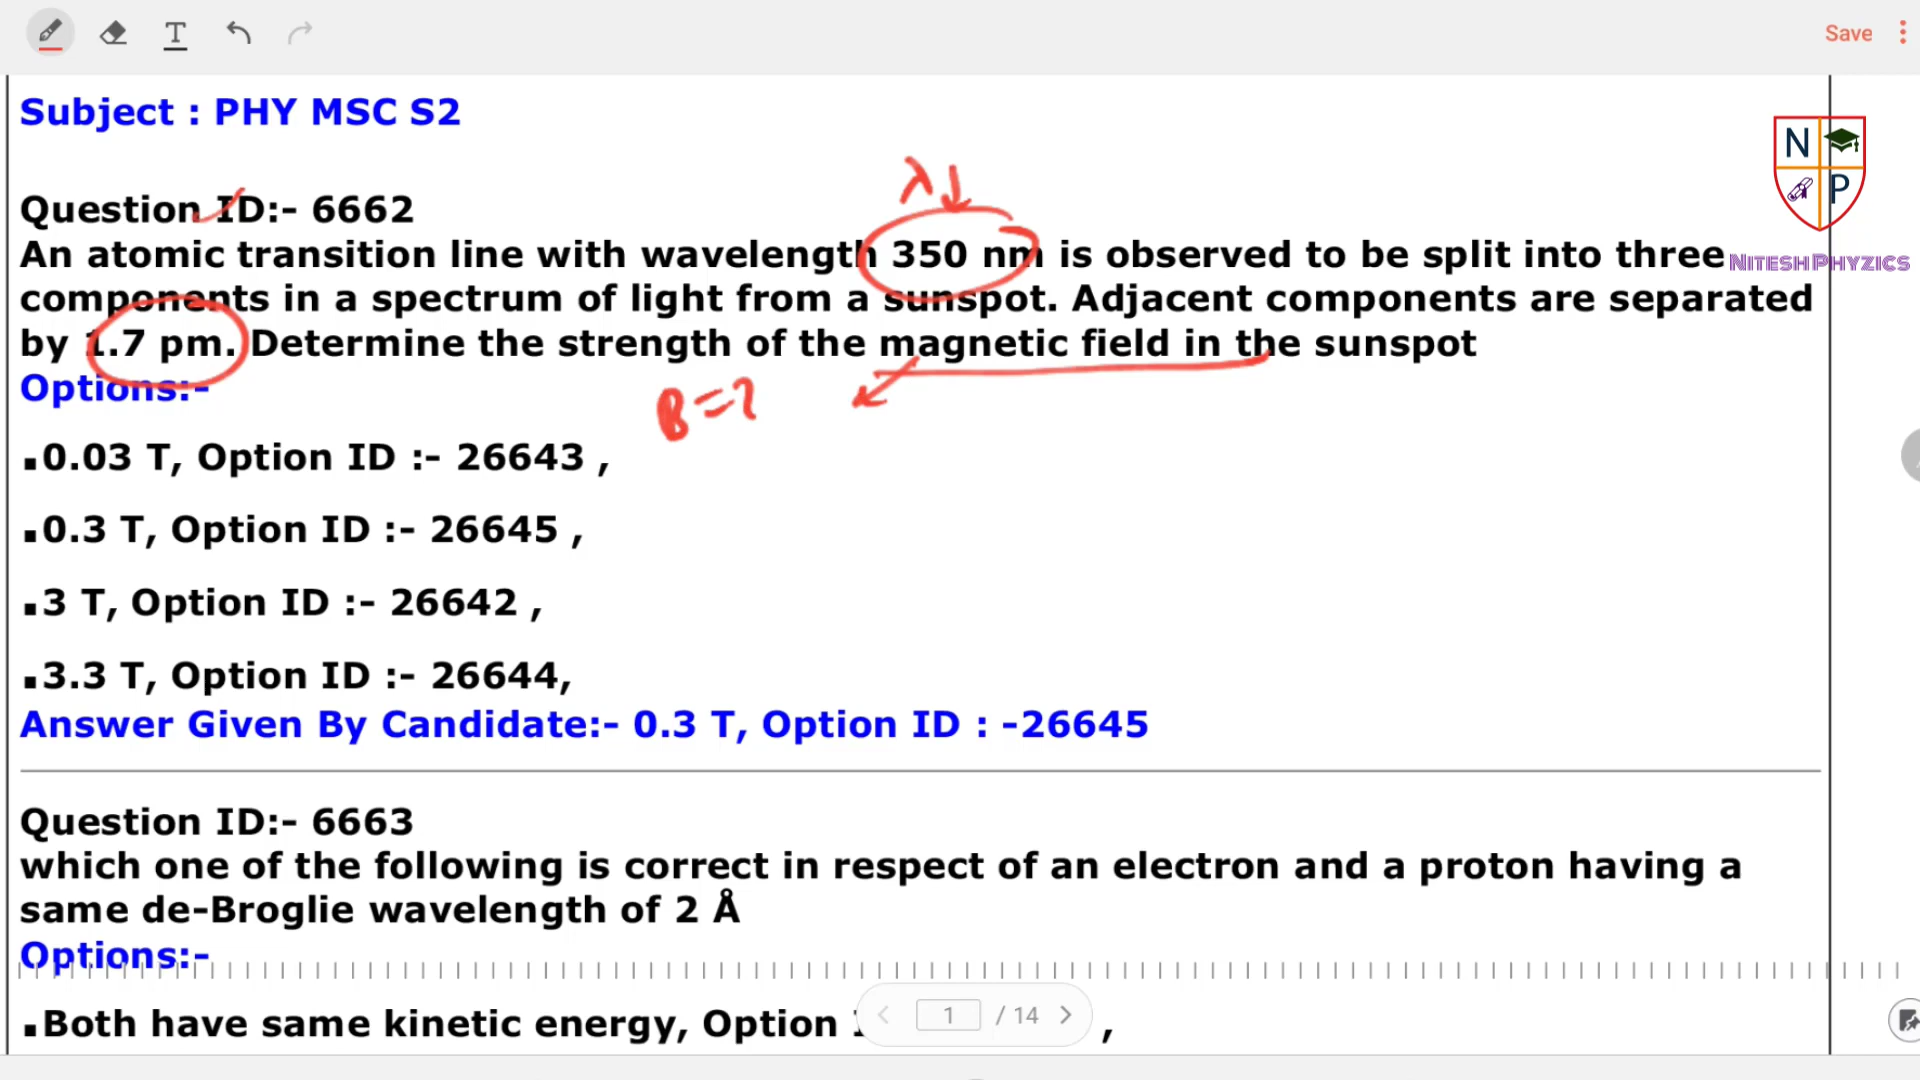 T
Save
Subject : PHY MSC S2
N
P
NITESH PHYZICS
λ
Question ID:- 6662
An atomic transition line with wavelength 350 nm is observed to be split into three
components in a spectrum of light from a sunspot. Adjacent components are separated
by 1.7 pm. Determine the strength of the magnetic field in the sunspot
Options:-
B=?
.0.03 T, Option ID :- 26643 ,
.0.3 T, Option ID :- 26645 ,
.3 T, Option ID :- 26642 ,
.3.3 T, Option ID :- 26644,
Answer Given By Candidate:- 0.3 T, Option ID : -26645
Question ID:- 6663
which one of the following is correct in respect of an electron and a proton having a
same de-Broglie wavelength of 2 Å
Options:-
.Both have same kinetic energy, Option ,
1 / 14